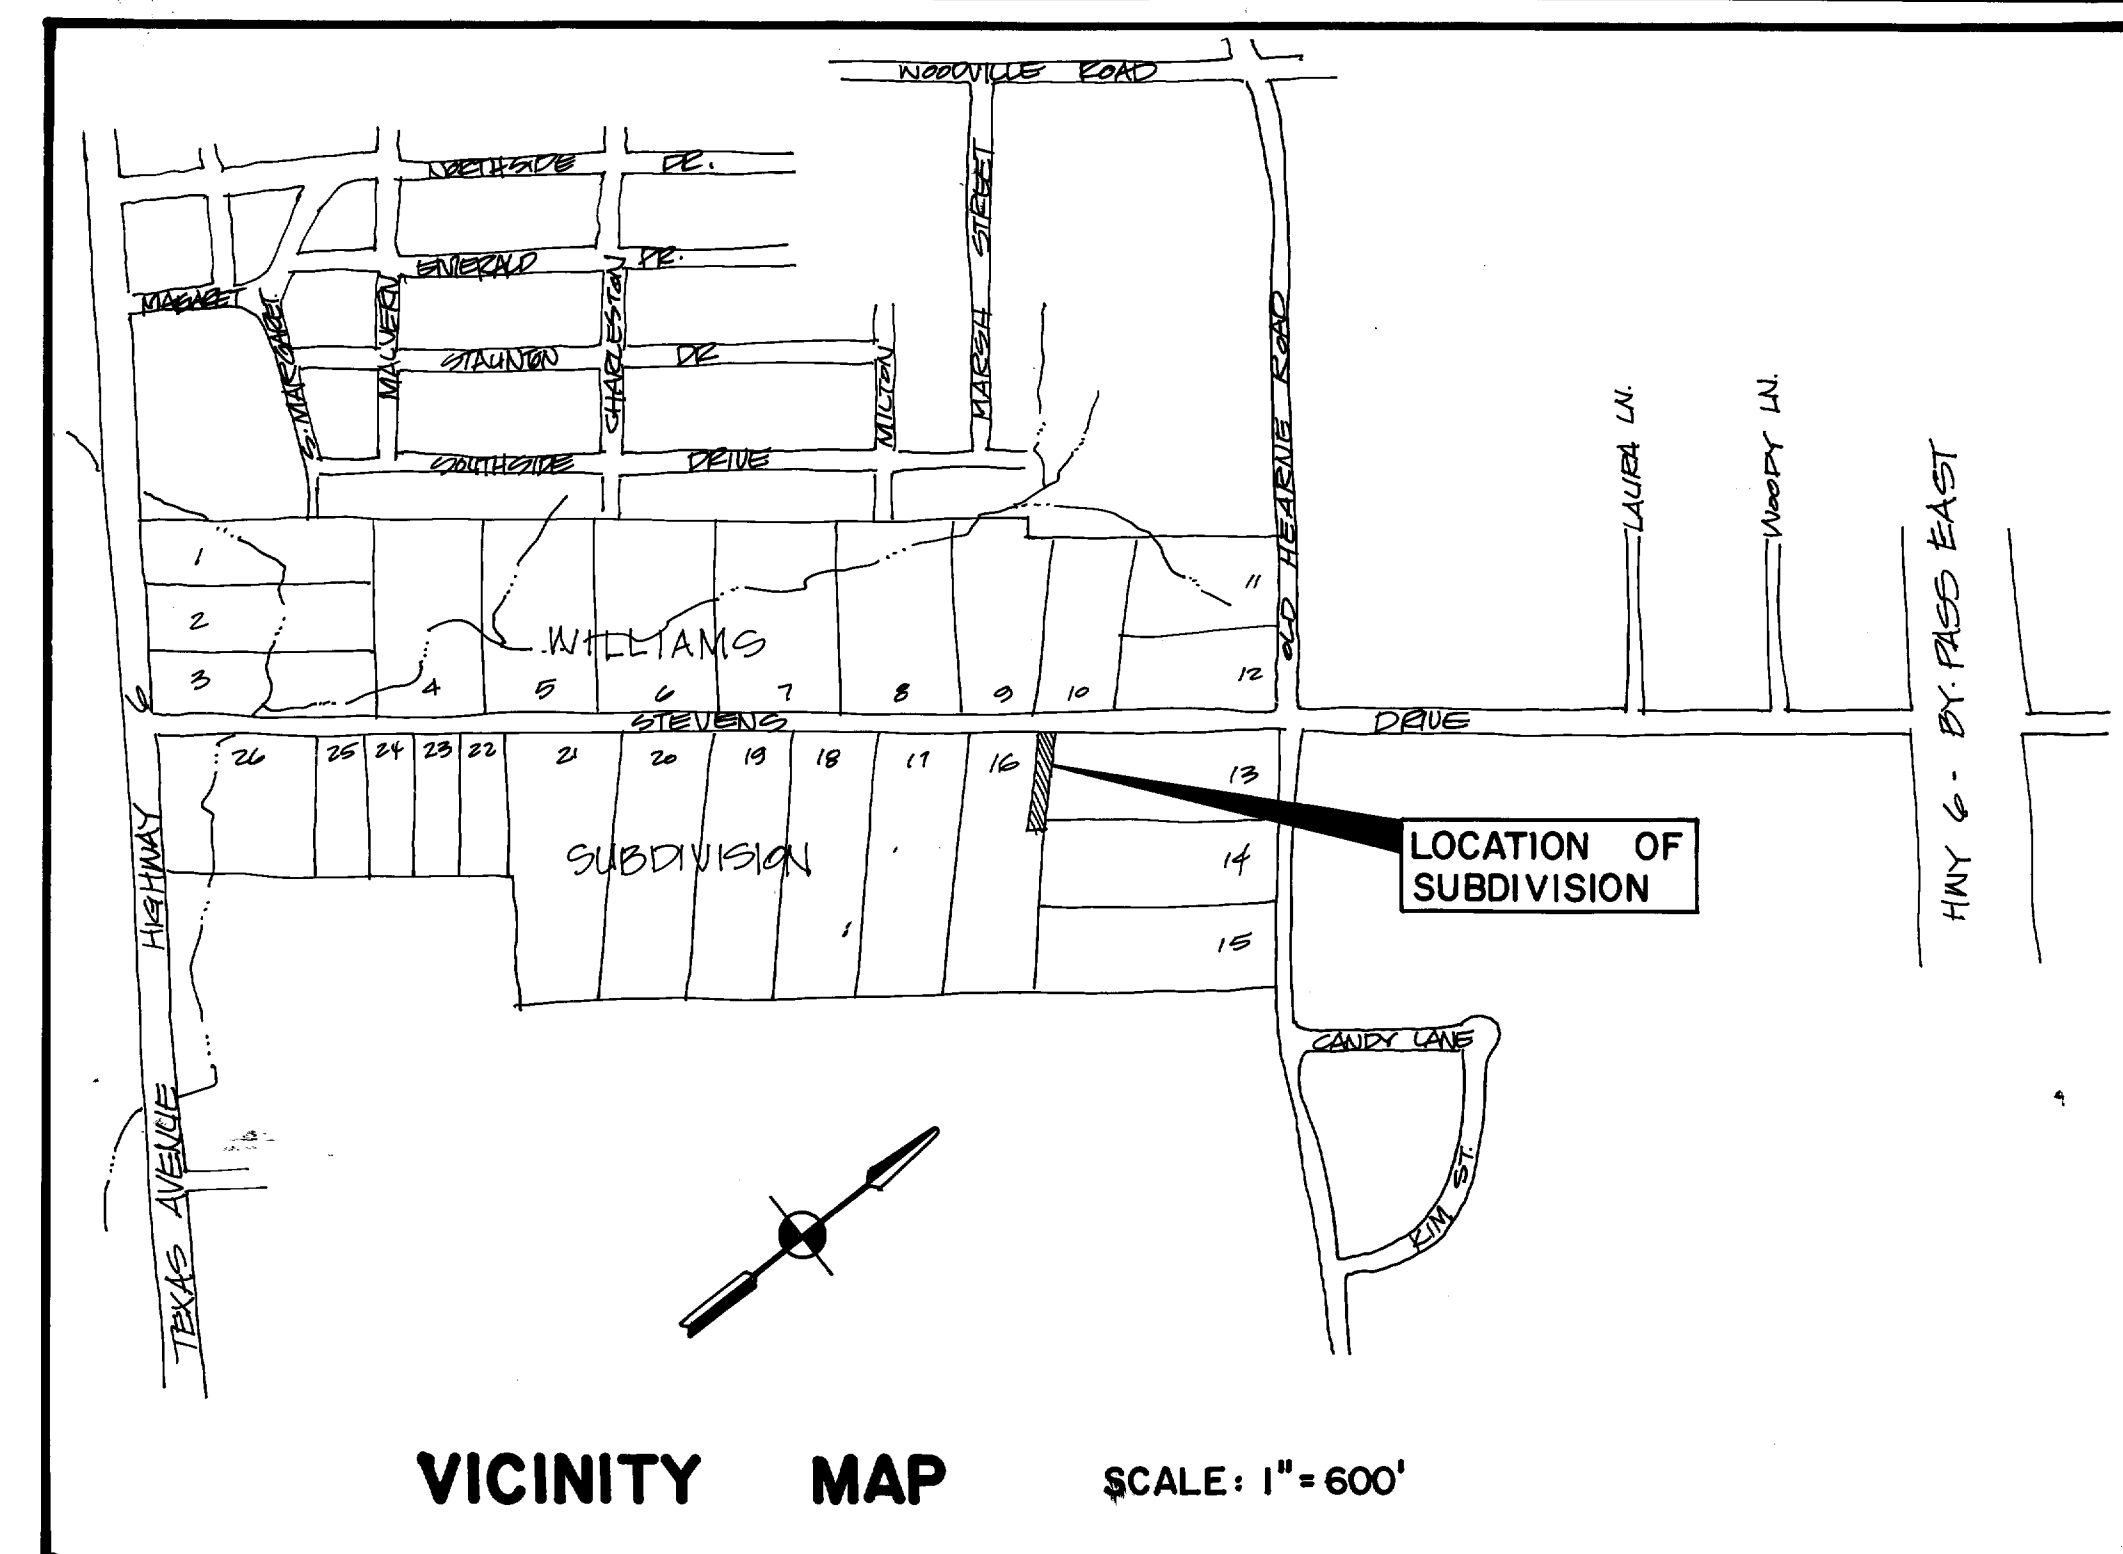 WOODVILLE ROAD
NORTHSIDE DR.
EMERALD DR.
MAGARET
S. MARGARET.
MALVERN
CHARLESTON
STAUNTON DR
MILTON
MARSH STREET
SOUTHSIDE DRIVE
OLD HEARNE ROAD
LAURA LN.
WOODY LN.
HWY 6 - BY-PASS EAST
1
2
3
WILLIAMS
4 5 6 7 8 9 10
11
12
STEVENS DRIVE
26 25 24 23 22 21 20 19 18 17 16
13
14
15
SUBDIVISION
LOCATION OF
SUBDIVISION
HIGHWAY 6
TEXAS AVENUE
CANDY LANE
KIM ST.
VICINITY MAP
SCALE: 1"=600'